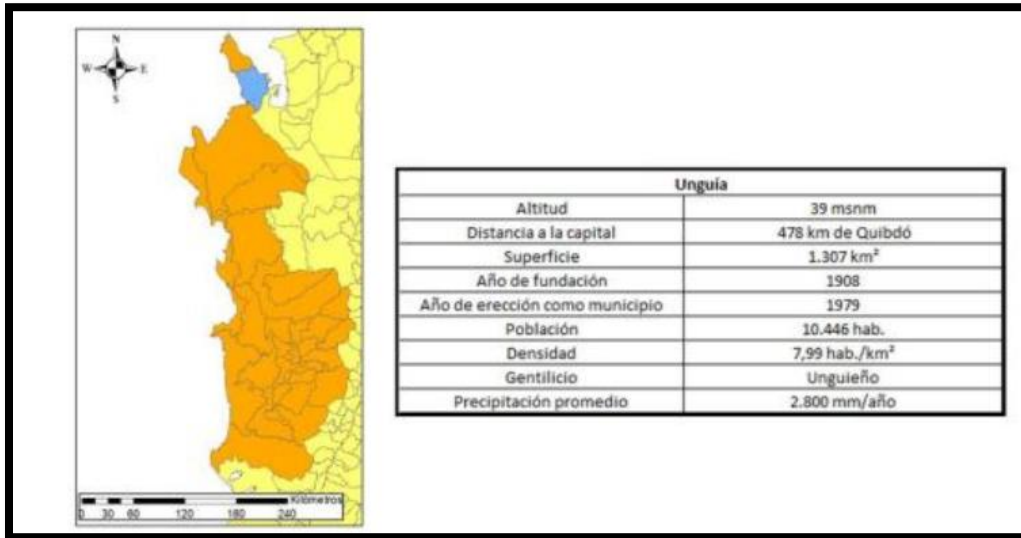 N
W E
S
Kilómetros
0 30 60 120 180 240
Unguía
Altitud 39 msnm
Distancia a la capital 478 km de Quibdó
Superficie 1.307 km²
Año de fundación 1908
Año de erección como municipio 1979
Población 10.446 hab.
Densidad 7,99 hab./km²
Gentilicio Unguieño
Precipitación promedio 2.800 mm/año